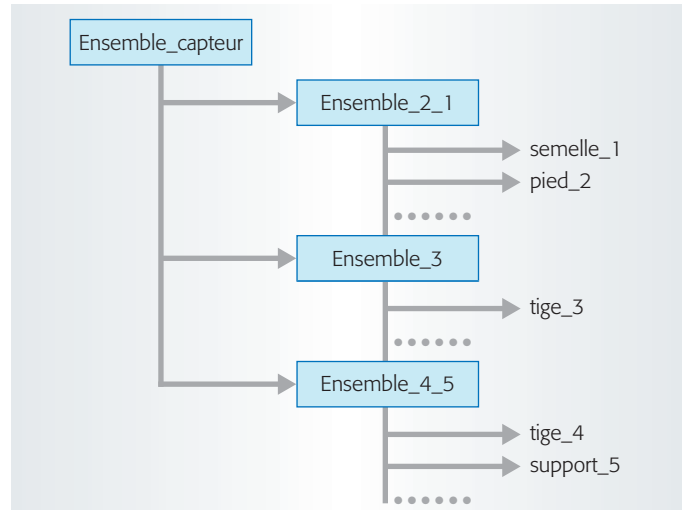 Ensemble_capteur
Ensemble_2_1
semelle_1
pied_2
Ensemble_3
tige_3
Ensemble_4_5
tige_4
support_5